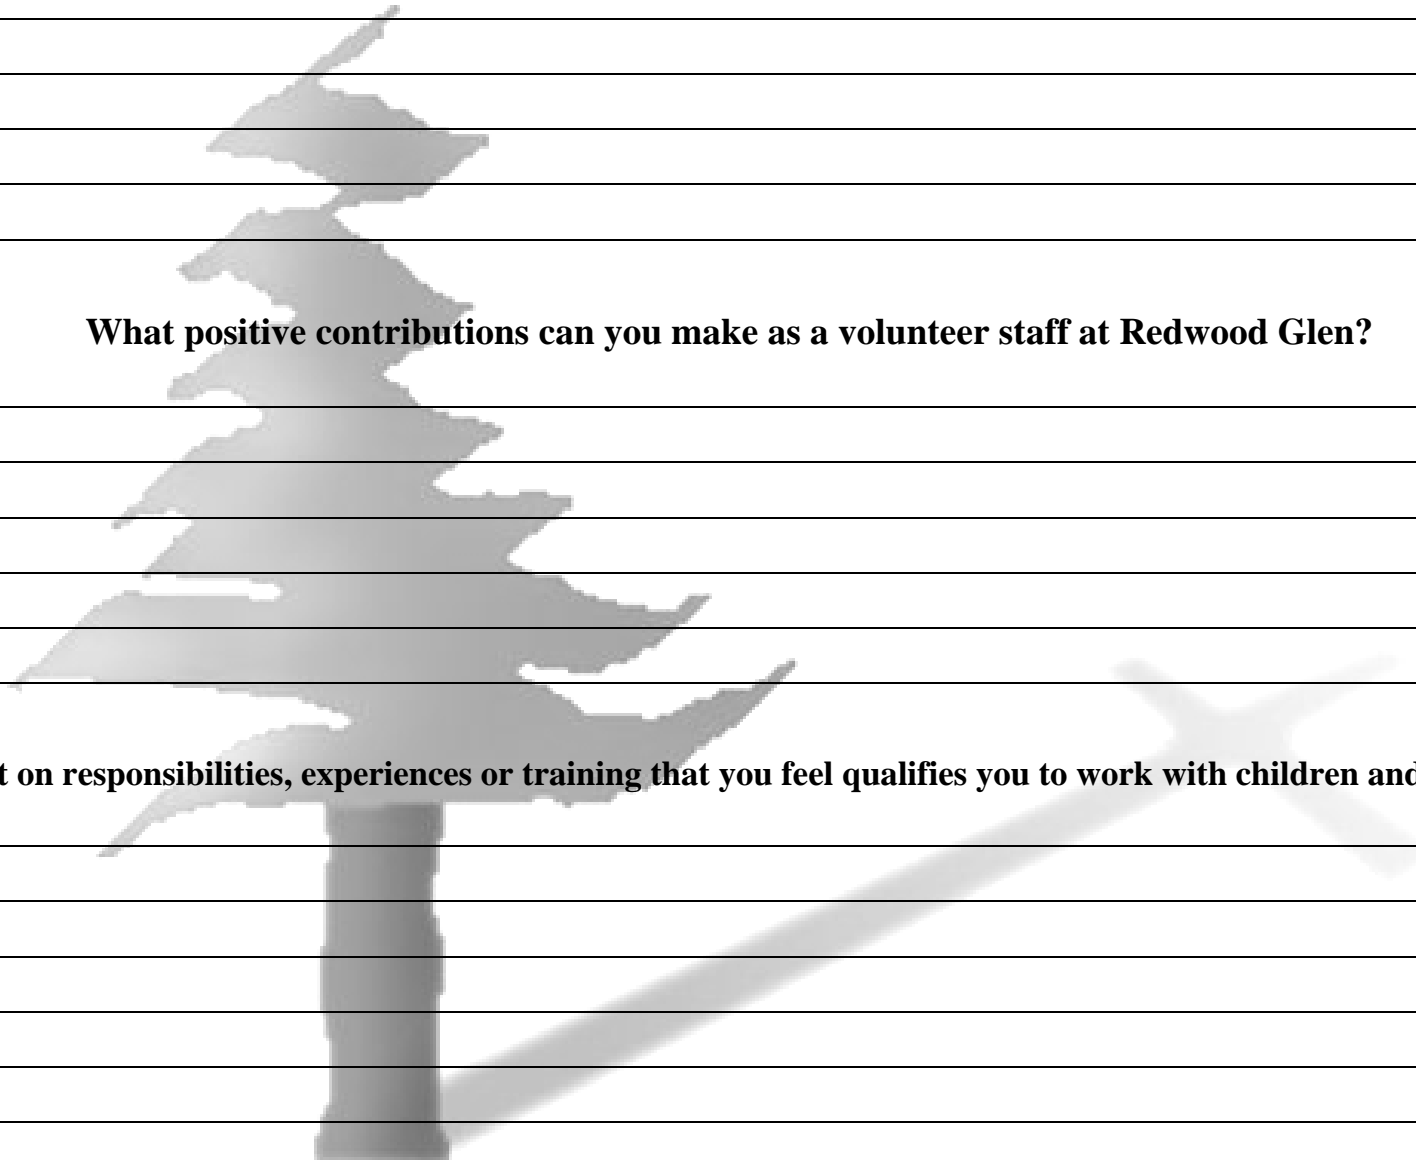 What positive contributions can you make as a volunteer staff at Redwood Glen?
on responsibilities, experiences or training that you feel qualifies you to work with children and